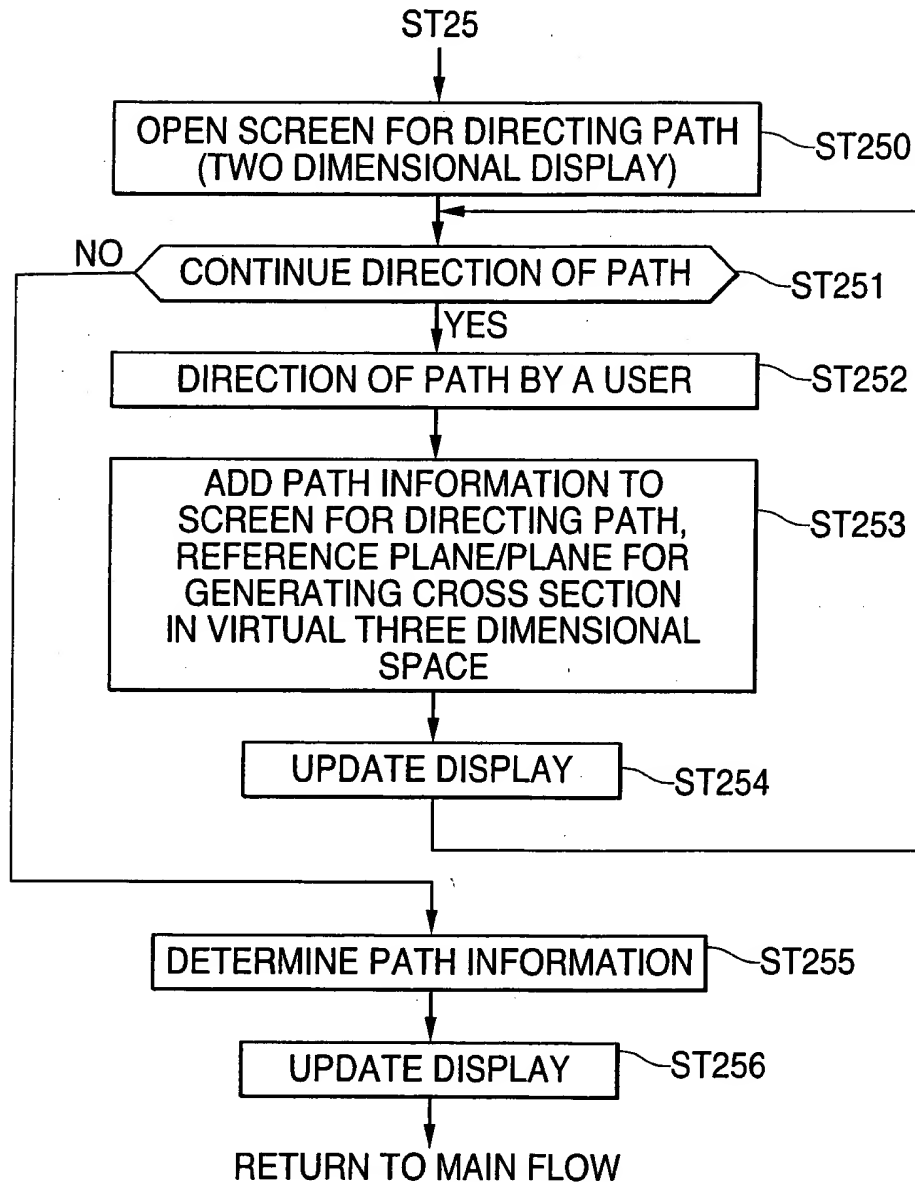 ST25
OPEN SCREEN FOR DIRECTING PATH
(TWO DIMENSIONAL DISPLAY)
ST250
NO
CONTINUE DIRECTION OF PATH
ST251
YES
DIRECTION OF PATH BY A USER
ST252
ADD PATH INFORMATION TO
SCREEN FOR DIRECTING PATH,
REFERENCE PLANE/PLANE FOR
GENERATING CROSS SECTION
IN VIRTUAL THREE DIMENSIONAL
SPACE
ST253
UPDATE DISPLAY
ST254
DETERMINE PATH INFORMATION
ST255
UPDATE DISPLAY
ST256
RETURN TO MAIN FLOW